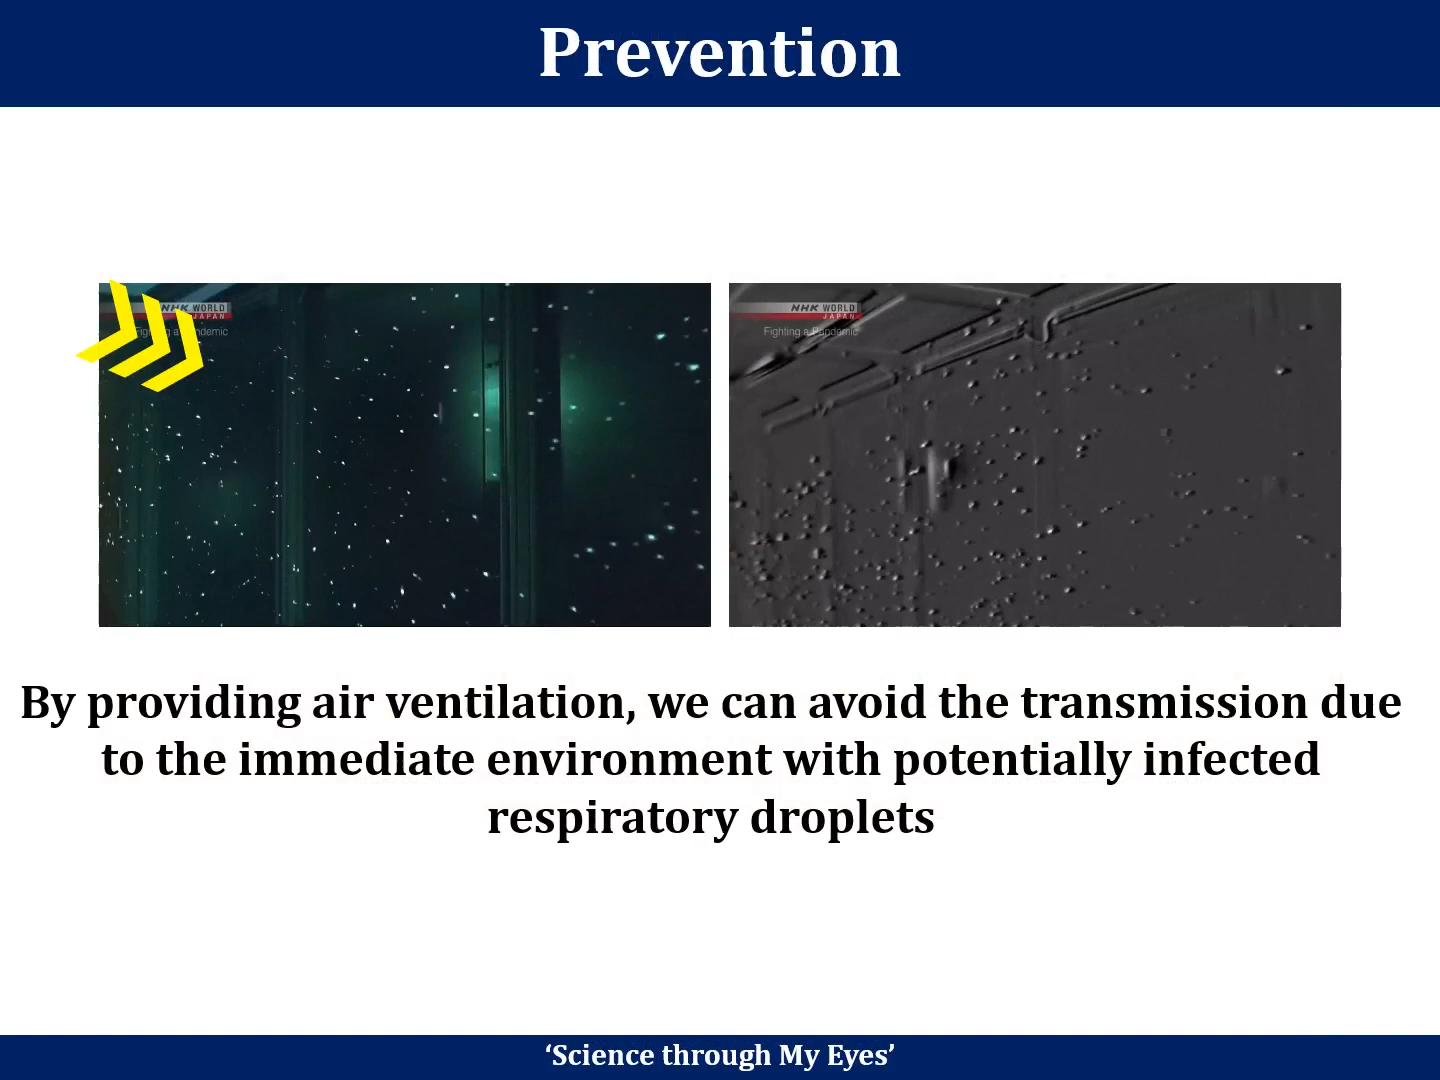 Prevention
NHK WORLD
JAPAN
Fighting a Pandemic
NHK WORLD
JAPAN
Fighting a Pandemic
By providing air ventilation, we can avoid the transmission due
to the immediate environment with potentially infected
respiratory droplets
‘Science through My Eyes’